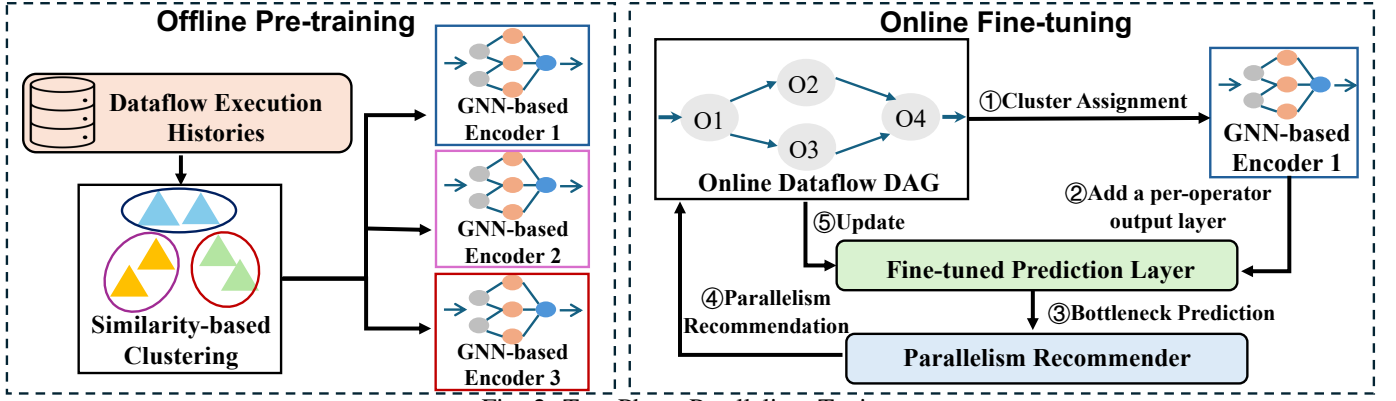 Offline Pre-training
Dataflow Execution
Histories
Similarity-based
Clustering
GNN-based
Encoder 1
GNN-based
Encoder 2
GNN-based
Encoder 3
Online Fine-tuning
O1
O2
O3
O4
Online Dataflow DAG
①Cluster Assignment
GNN-based
Encoder 1
②Add a per-operator
output layer
⑤Update
Fine-tuned Prediction Layer
④Parallelism
Recommendation
③Bottleneck Prediction
Parallelism Recommender